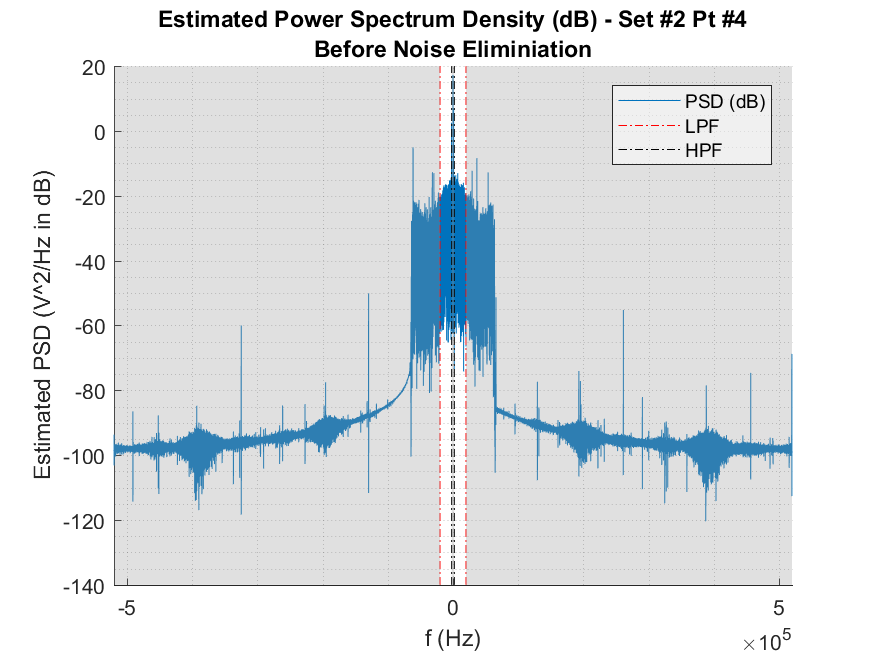 Estimated Power Spectrum Density (dB) - Set #2 Pt #4
Before Noise Eliminiation
20
0
-20
-40
-60
-80
-100
-120
-140
Estimated PSD (V^2/Hz in dB)
PSD (dB)
LPF
HPF
-5
0
5
×10^5
f (Hz)